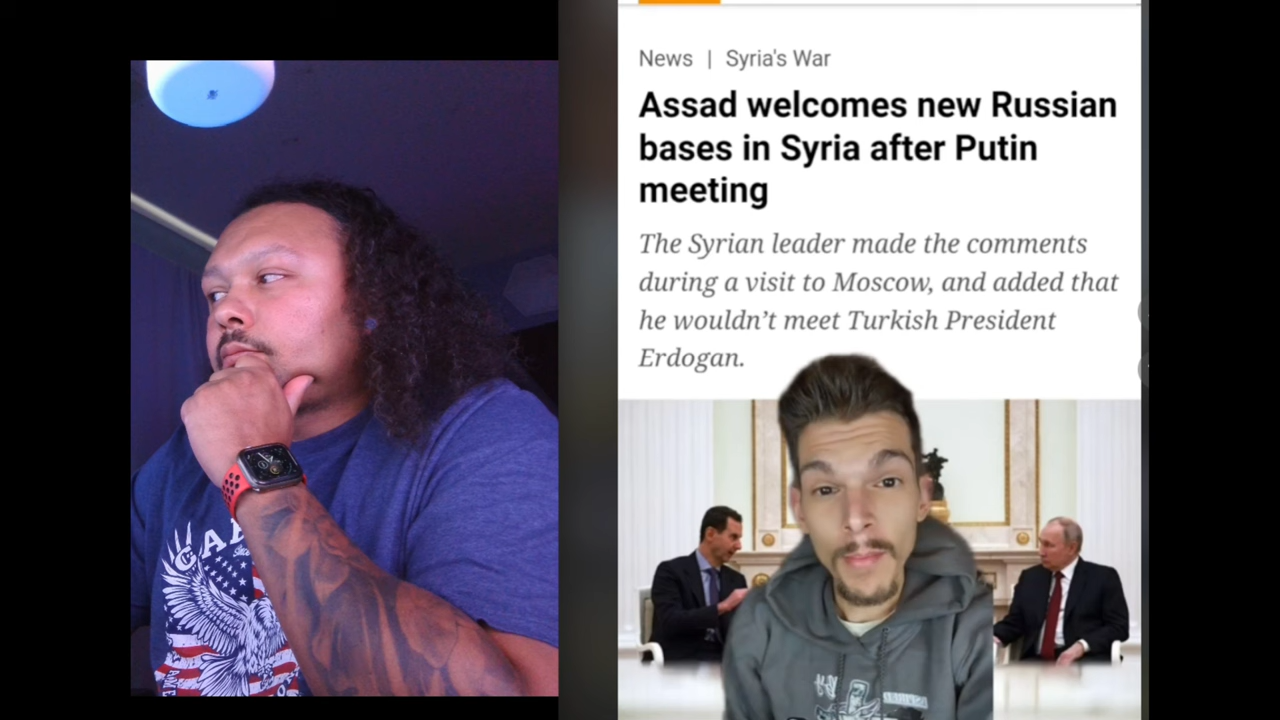 News | Syria's War
Assad welcomes new Russian
bases in Syria after Putin
meeting
The Syrian leader made the comments
during a visit to Moscow, and added that
he wouldn't meet Turkish President
Erdogan.